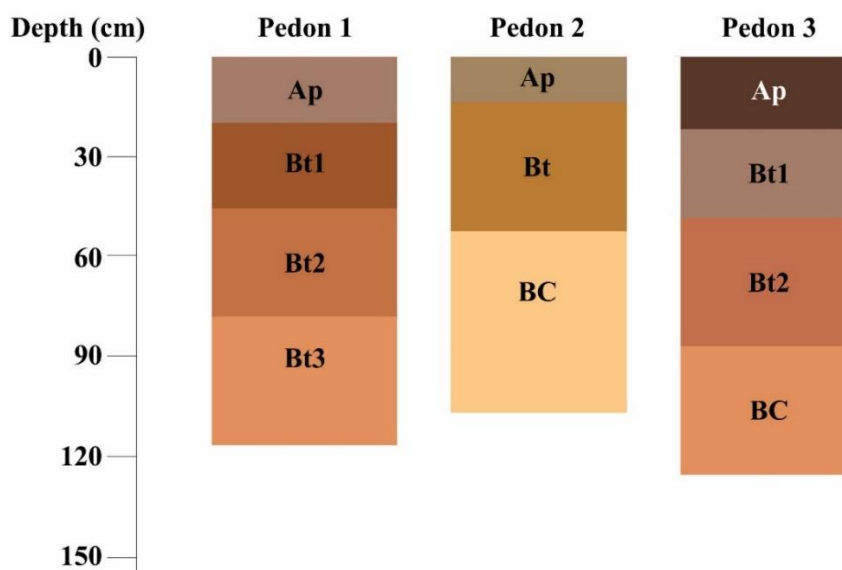 Depth (cm) Pedon 1 Pedon 2 Pedon 3
0
Ap Ap Ap
30
Bt1 Bt Bt1
60
Bt2 BC Bt2
90
Bt3 BC
120
150